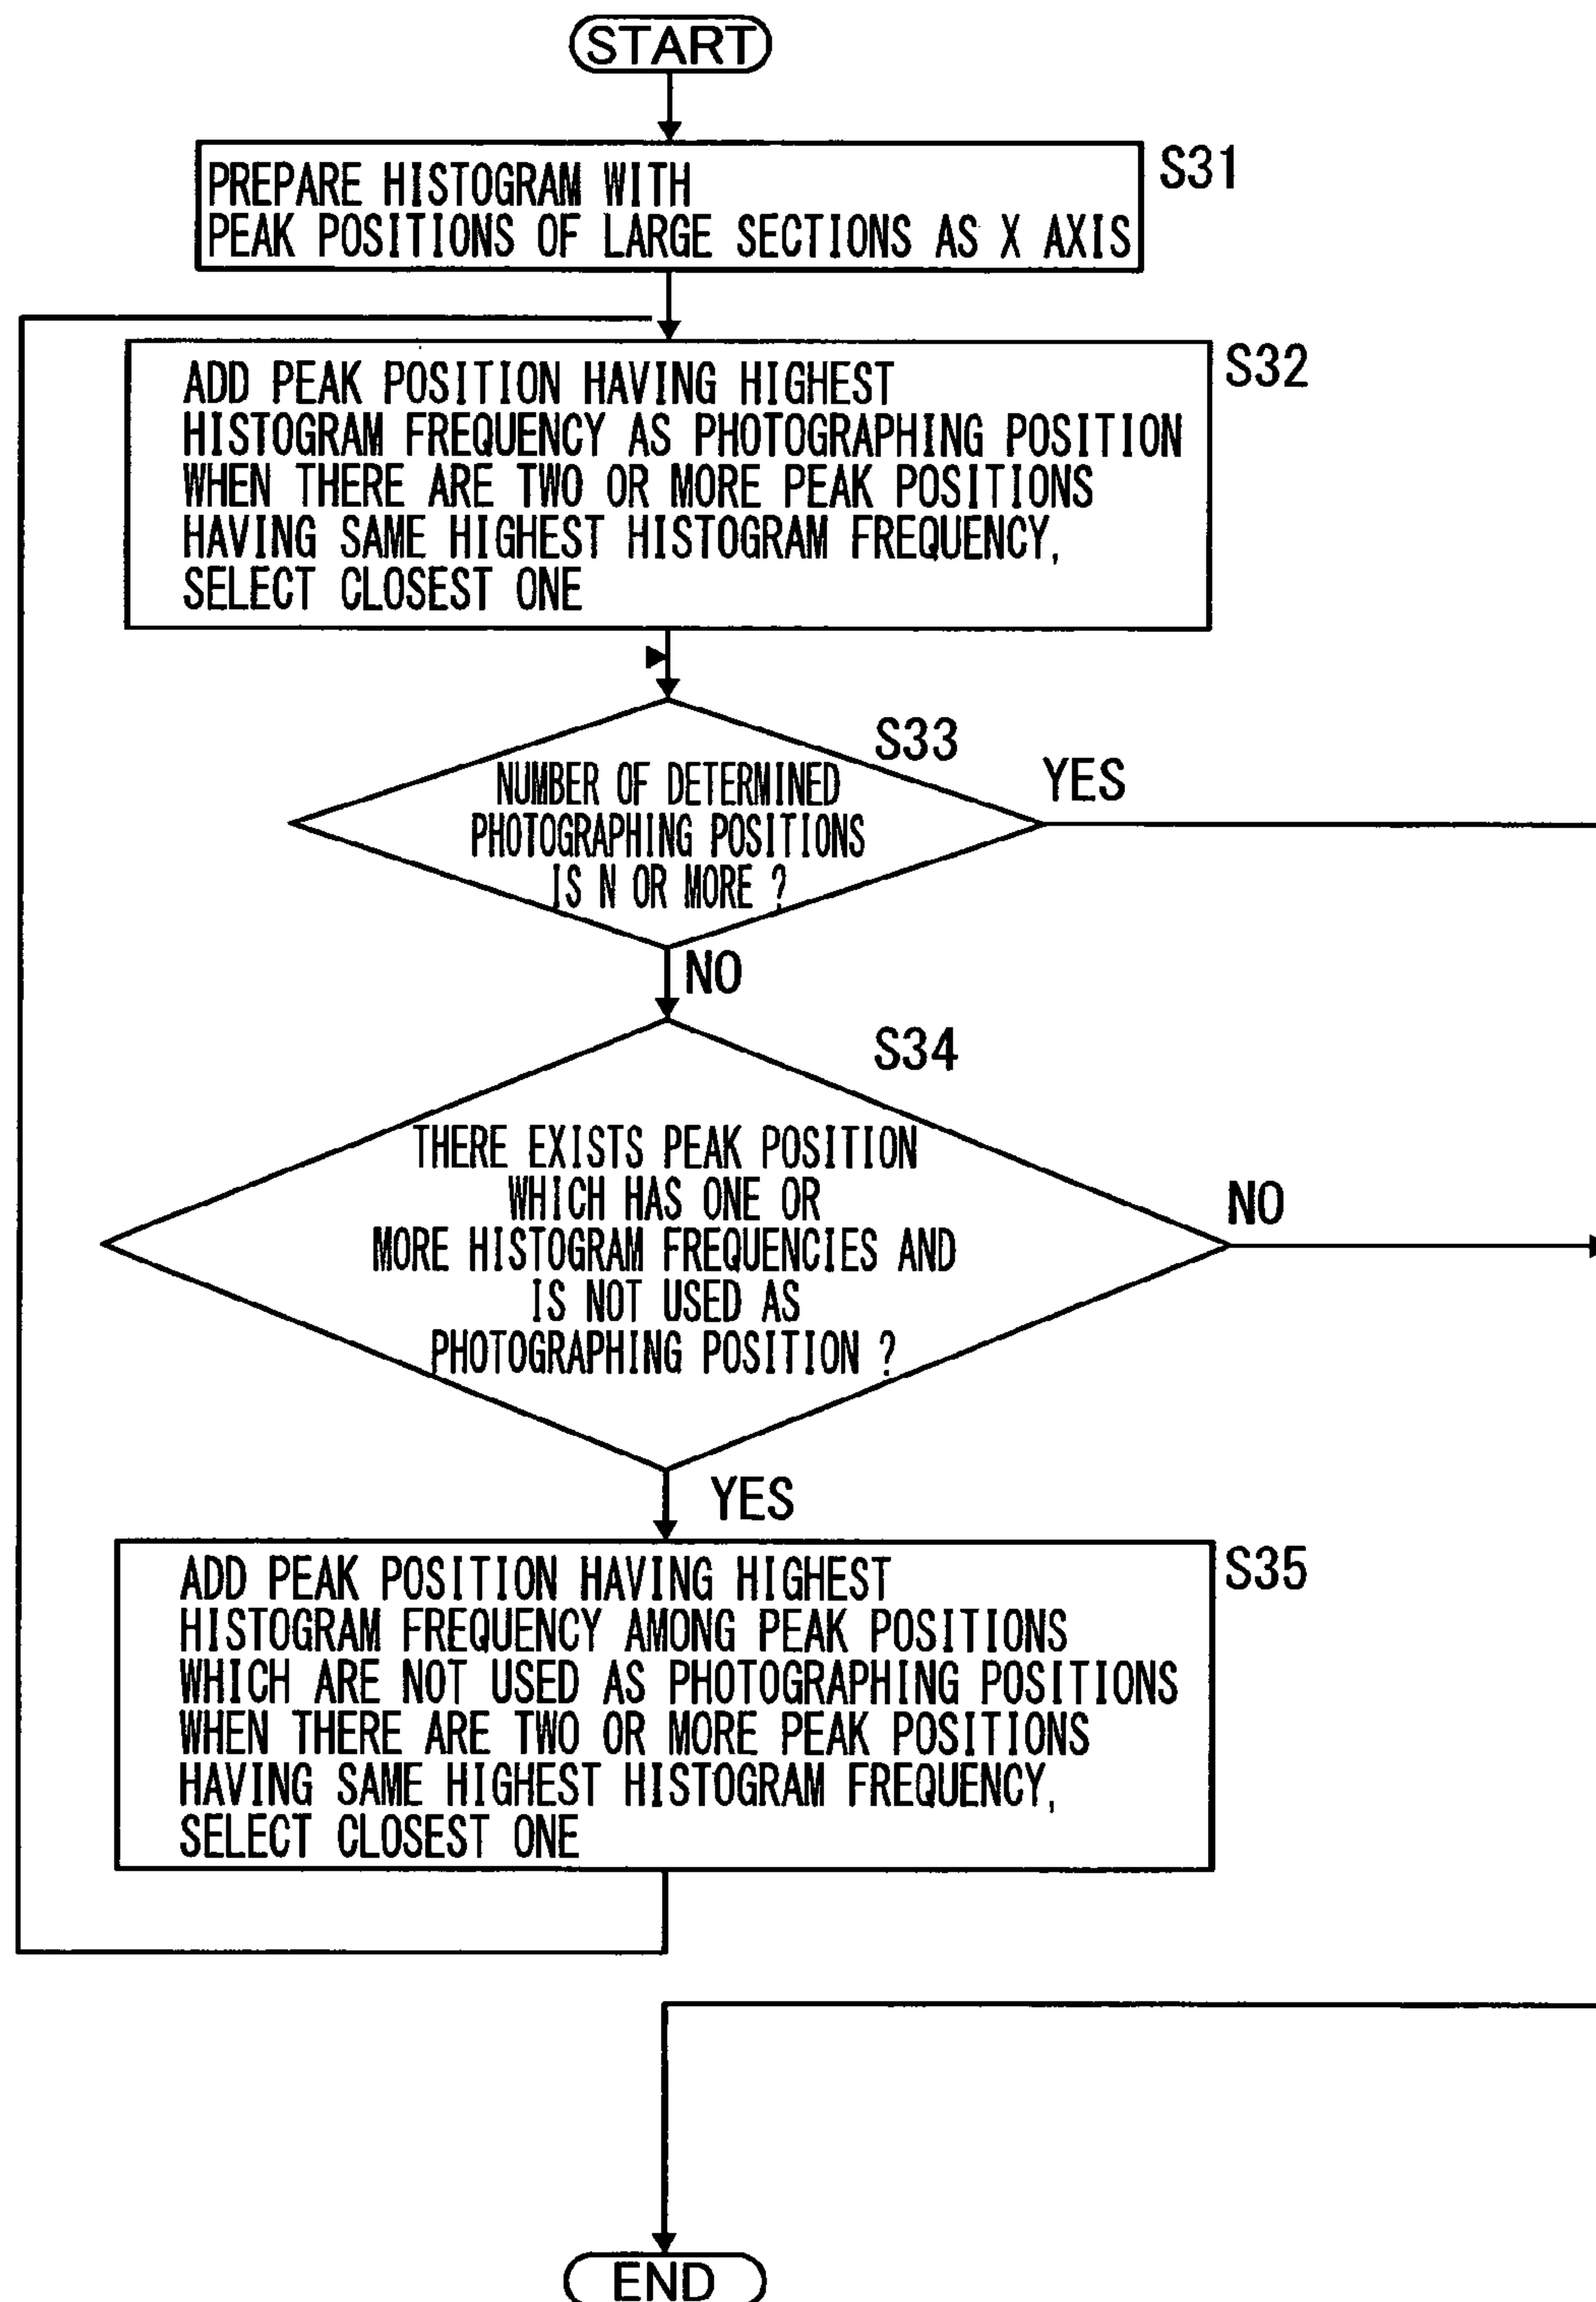 START
PREPARE HISTOGRAM WITH
PEAK POSITIONS OF LARGE SECTIONS AS X AXIS
S31
ADD PEAK POSITION HAVING HIGHEST
HISTOGRAM FREQUENCY AS PHOTOGRAPHING POSITION
WHEN THERE ARE TWO OR MORE PEAK POSITIONS
HAVING SAME HIGHEST HISTOGRAM FREQUENCY,
SELECT CLOSEST ONE
S32
S33
NUMBER OF DETERMINED
PHOTOGRAPHING POSITIONS
IS N OR MORE ?
YES
NO
S34
THERE EXISTS PEAK POSITION
WHICH HAS ONE OR
MORE HISTOGRAM FREQUENCIES AND
IS NOT USED AS
PHOTOGRAPHING POSITION ?
NO
YES
ADD PEAK POSITION HAVING HIGHEST
HISTOGRAM FREQUENCY AMONG PEAK POSITIONS
WHICH ARE NOT USED AS PHOTOGRAPHING POSITIONS
WHEN THERE ARE TWO OR MORE PEAK POSITIONS
HAVING SAME HIGHEST HISTOGRAM FREQUENCY,
SELECT CLOSEST ONE
S35
END